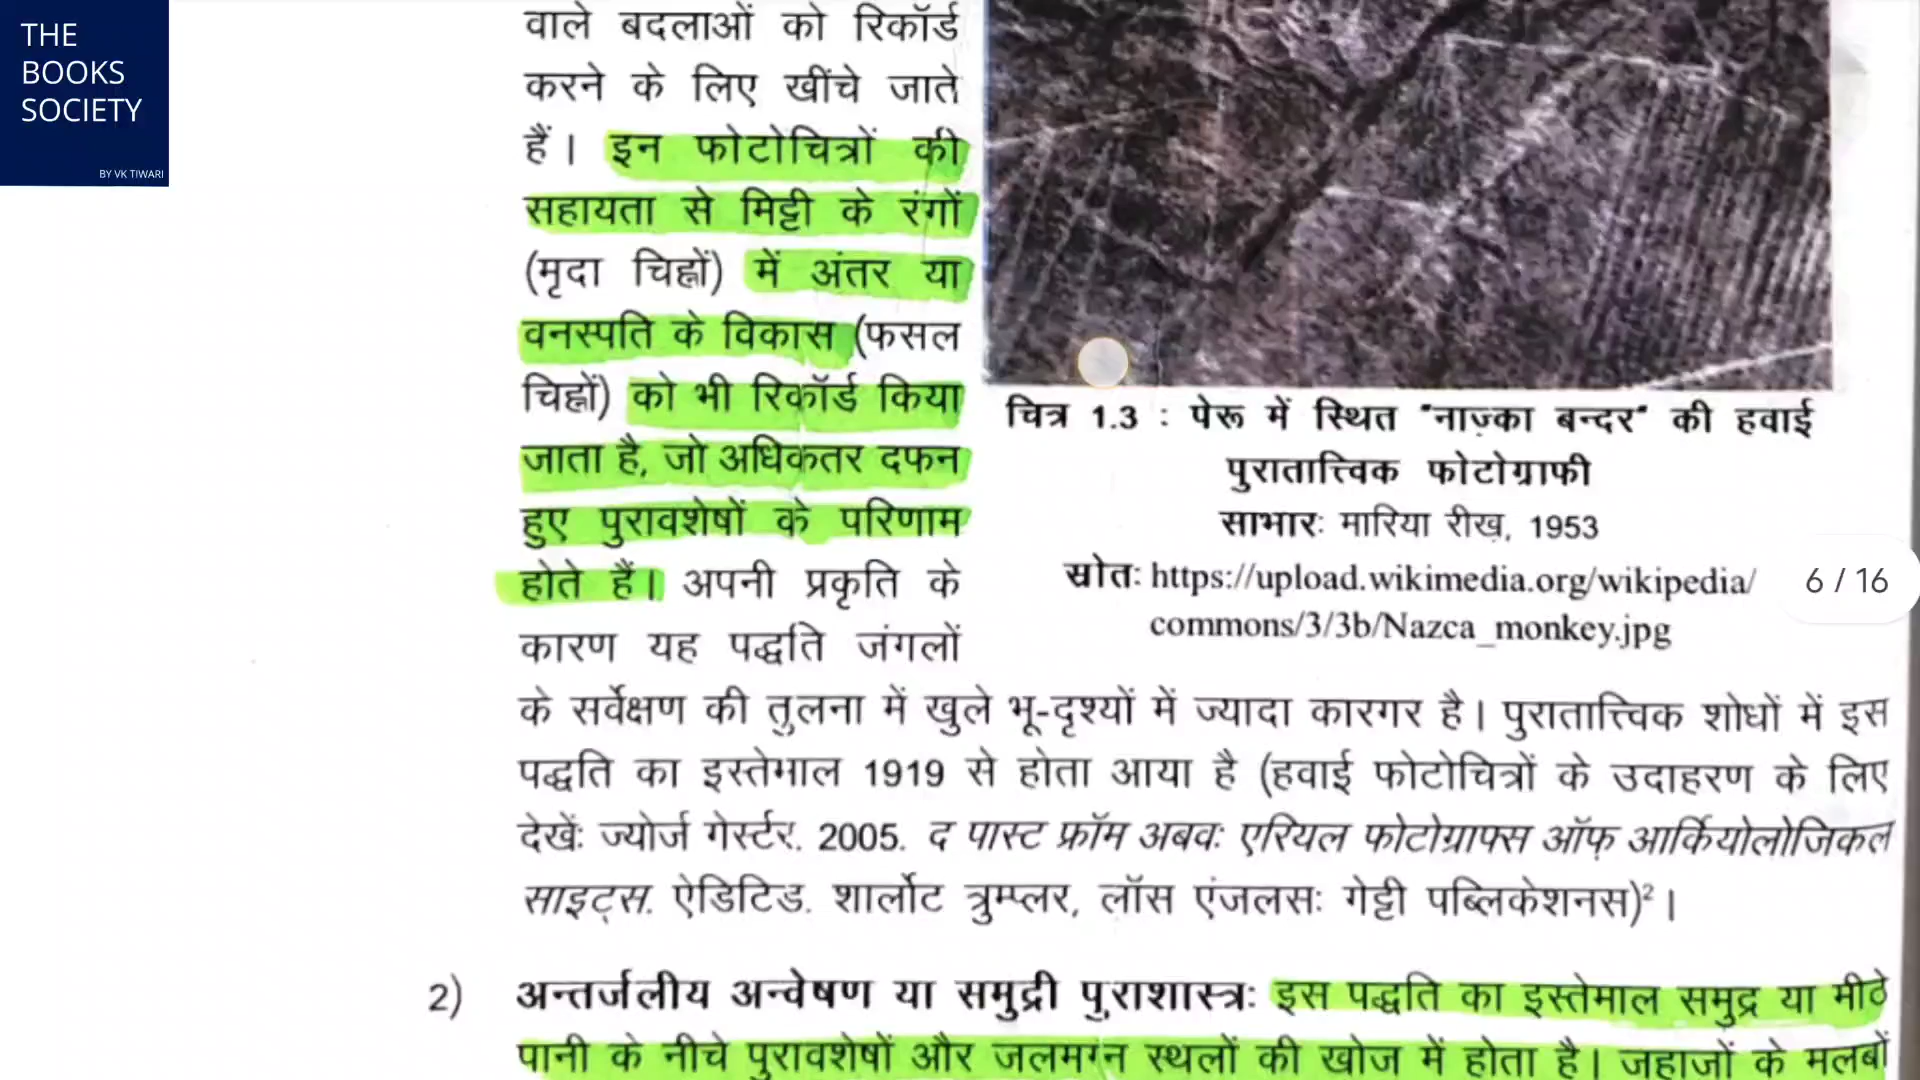 THE
BOOKS
SOCIETY
BY VK TIWARI
वाले बदलाओं को रिकॉर्ड
करने के लिए खींचे जाते
हैं। इन फोटोचित्रों की
सहायता से मिट्टी के रंगों
(मृदा चिह्नों) में अंतर या
वनस्पति के विकास (फसल
चिह्नों) को भी रिकॉर्ड किया
जाता है, जो अधिकतर दफन
हुए पुरावशेषों के परिणाम
होते हैं। अपनी प्रकृति के
कारण यह पद्धति जंगलों
चित्र 1.3 : पेरू में स्थित "नाज़्का बन्दर" की हवाई
पुरातात्त्विक फोटोग्राफी
साभारः मारिया रीख़, 1953
स्रोतः https://upload.wikimedia.org/wikipedia/
commons/3/3b/Nazca_monkey.jpg
6 / 16
के सर्वेक्षण की तुलना में खुले भू-दृश्यों में ज्यादा कारगर है। पुरातात्त्विक शोधों में इस
पद्धति का इस्तेमाल 1919 से होता आया है (हवाई फोटोचित्रों के उदाहरण के लिए
देखेंः ज्योर्ज गेर्स्टर. 2005. द पास्ट फ्रॉम अबवः एरियल फोटोग्राफ्स ऑफ़ आर्कियोलोजिकल
साइट्स. ऐडिटिड. शार्लोट त्रुम्प्लर, लॉस एंजलसः गेट्टी पब्लिकेशनस)²।
2) अन्तर्जलीय अन्वेषण या समुद्री पुराशास्त्रः इस पद्धति का इस्तेमाल समुद्र या मीठे
पानी के नीचे पुरावशेषों और जलमग्न स्थलों की खोज में होता है। जहाजों के मलबों